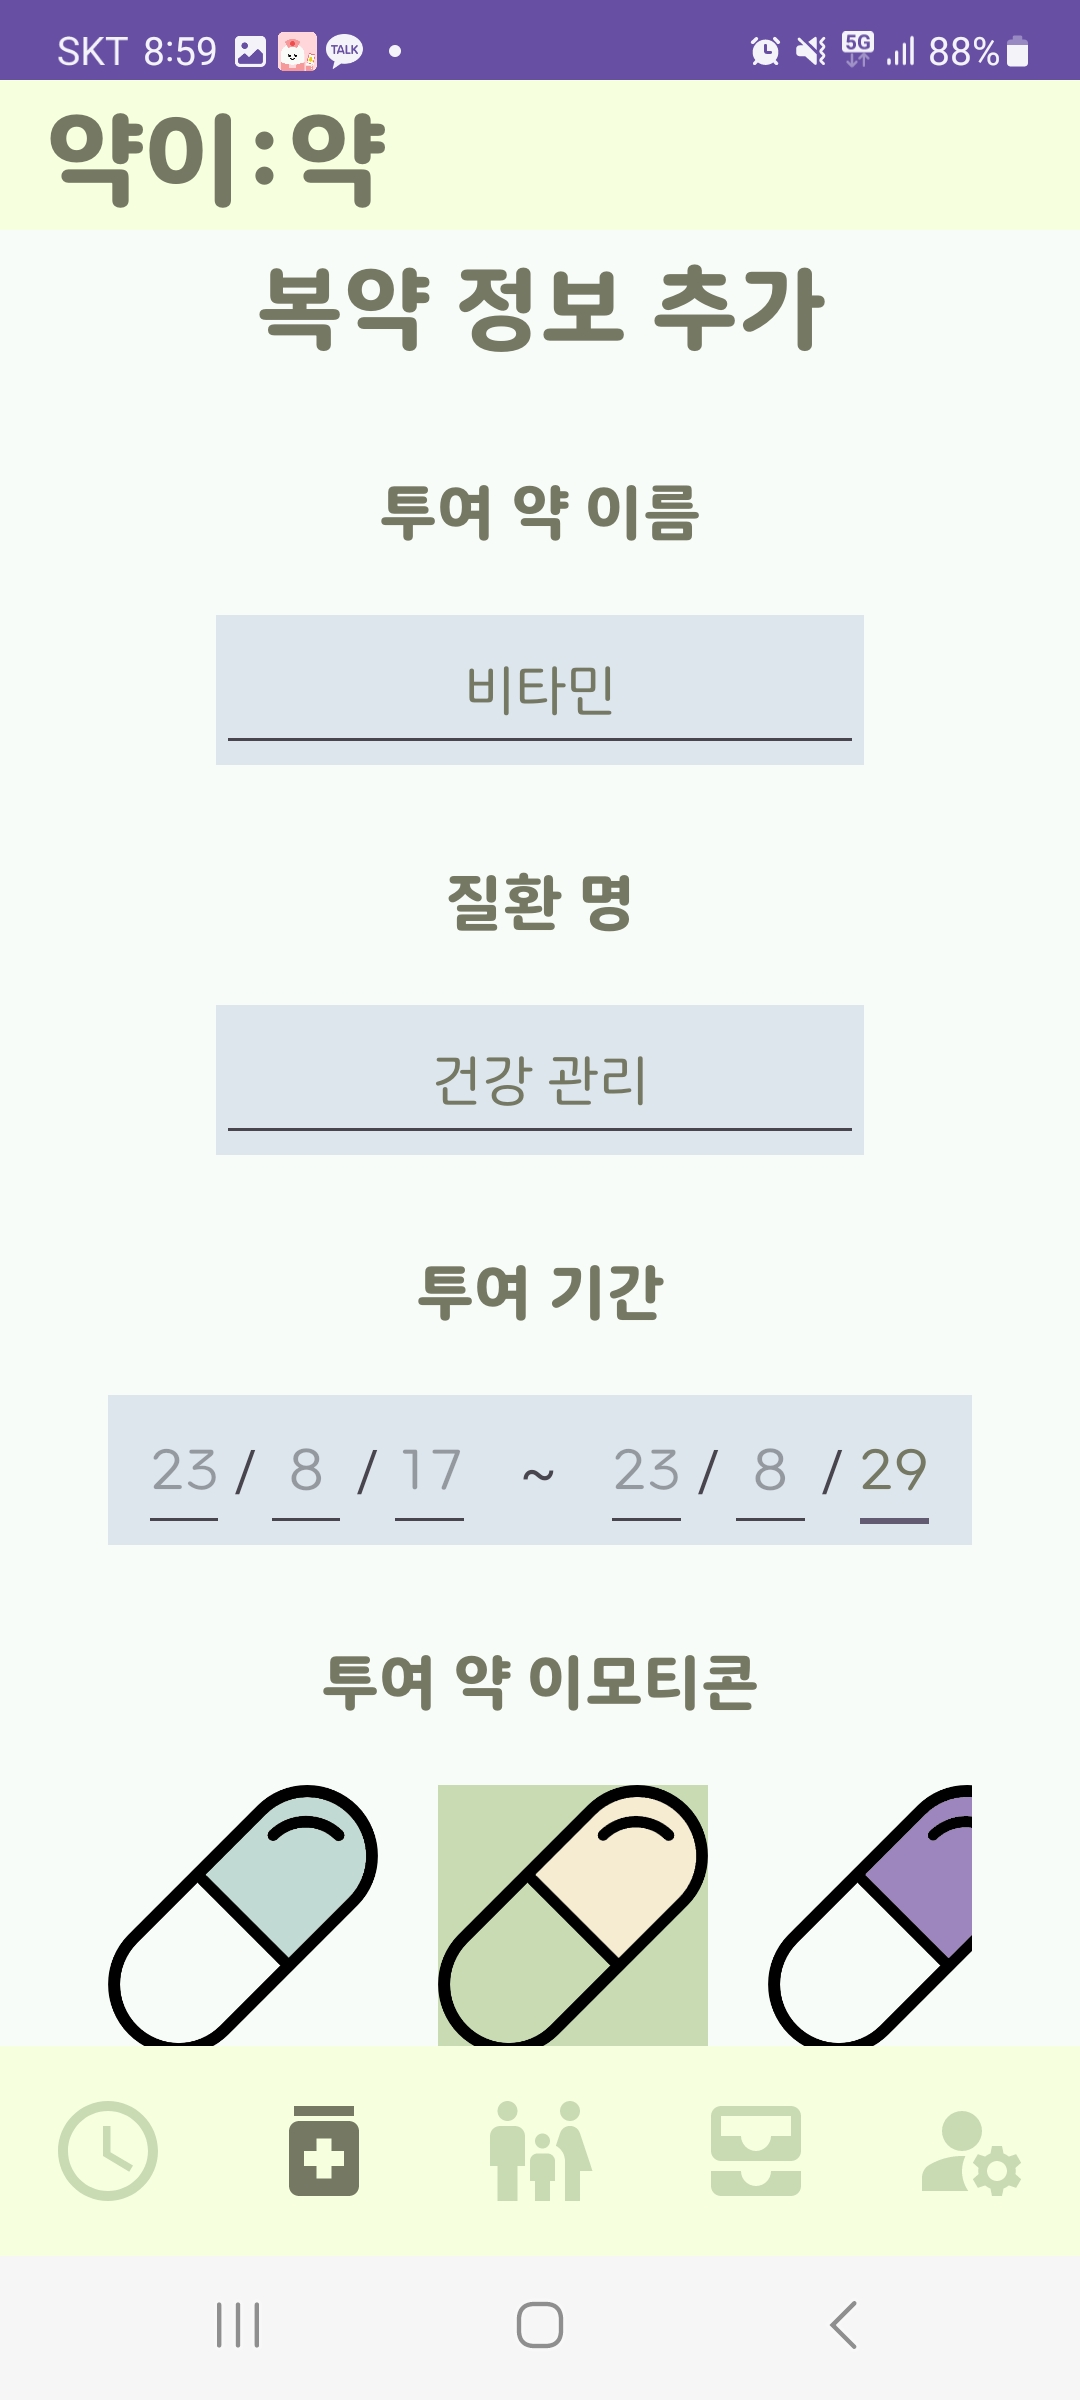 SKT 8:59 TALK 5G 88%
약이:약
복약 정보 추가
투여 약 이름
비타민
질환 명
건강 관리
투여 기간
23 / 8 / 17 ~ 23 / 8 / 29
투여 약 이모티콘